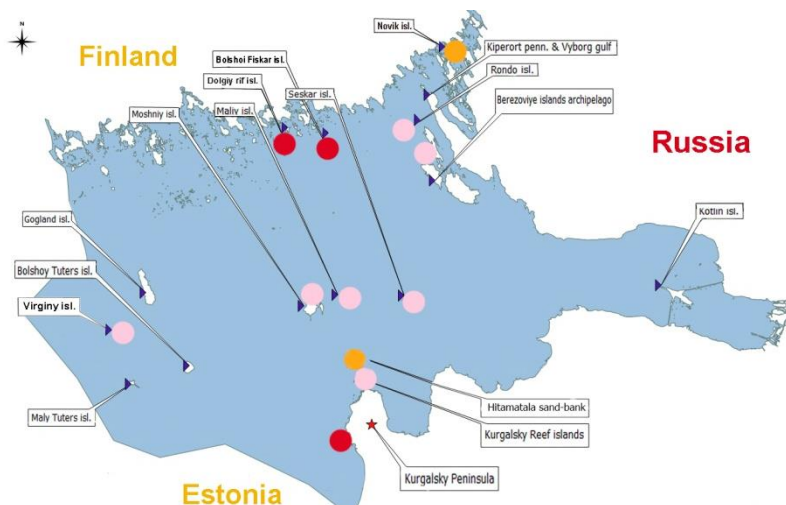 N
Novik isl.
Finland
Bolshoi Fiskar isl.
Kiperort penn. & Vyborg gulf
Dolgiy rif isl.
Rondo isl.
Seskar isl.
Maliv isl.
Berezoviye islands archipelago
Moshniy isl.
Russia
Gogland isl.
Kotlin isl.
Bolshoy Tuters isl.
Virginy isl.
Hitamatala sand-bank
Maly Tuters isl.
Kurgalsky Reef islands
Kurgalsky Peninsula
Estonia